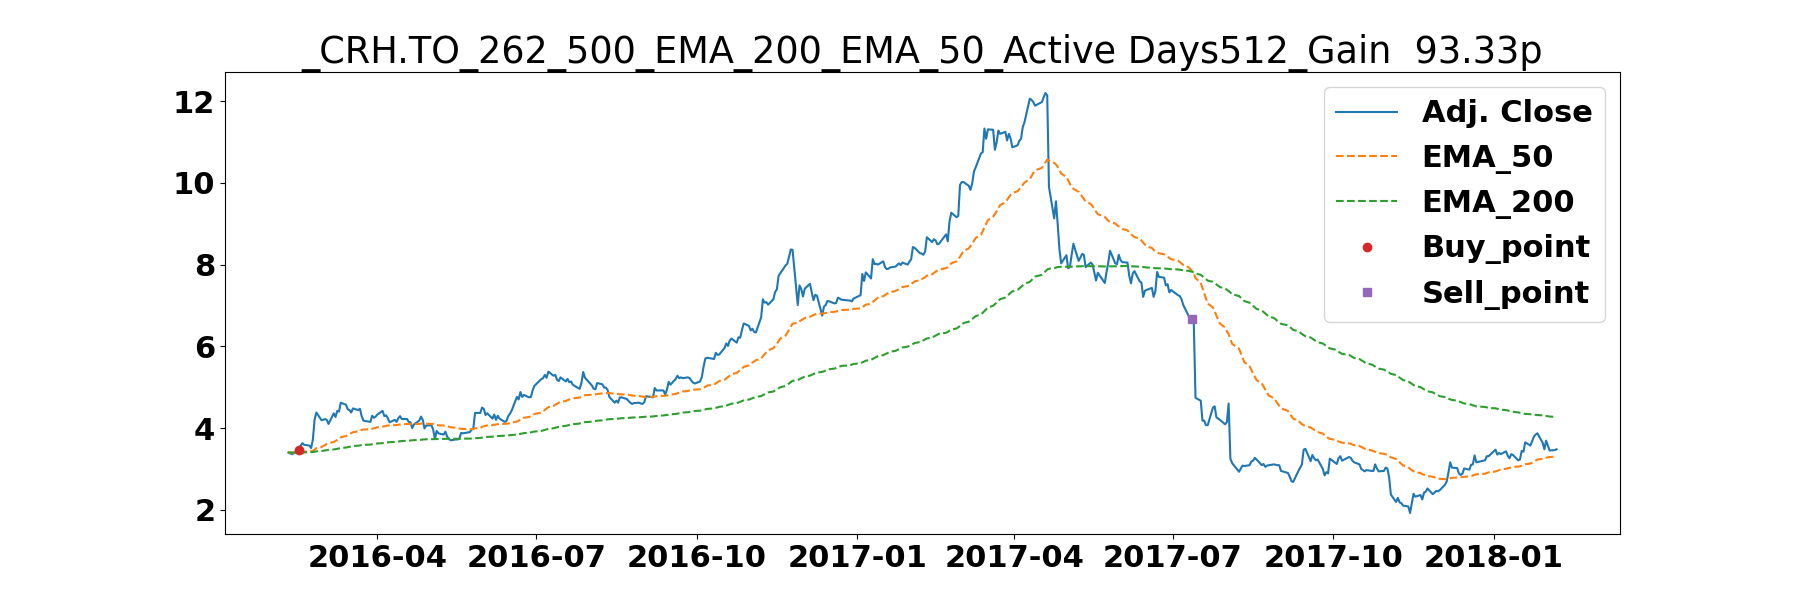 _CRH.TO_262_500_EMA_200_EMA_50_Active Days512_Gain  93.33p
12
10
8
6
4
2
Adj. Close
EMA_50
EMA_200
Buy_point
Sell_point
2016-04 2016-07 2016-10 2017-01 2017-04 2017-07 2017-10 2018-01